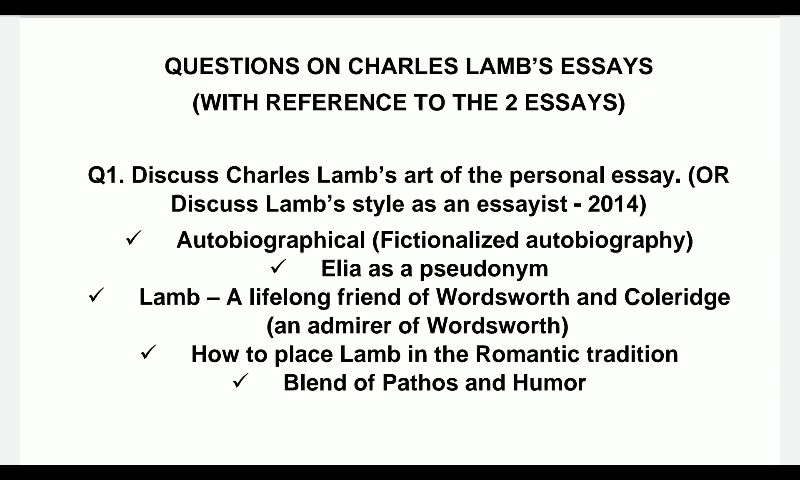 QUESTIONS ON CHARLES LAMB’S ESSAYS
(WITH REFERENCE TO THE 2 ESSAYS)
Q1. Discuss Charles Lamb’s art of the personal essay. (OR
Discuss Lamb’s style as an essayist - 2014)
✓ Autobiographical (Fictionalized autobiography)
✓ Elia as a pseudonym
✓ Lamb – A lifelong friend of Wordsworth and Coleridge
(an admirer of Wordsworth)
✓ How to place Lamb in the Romantic tradition
✓ Blend of Pathos and Humor